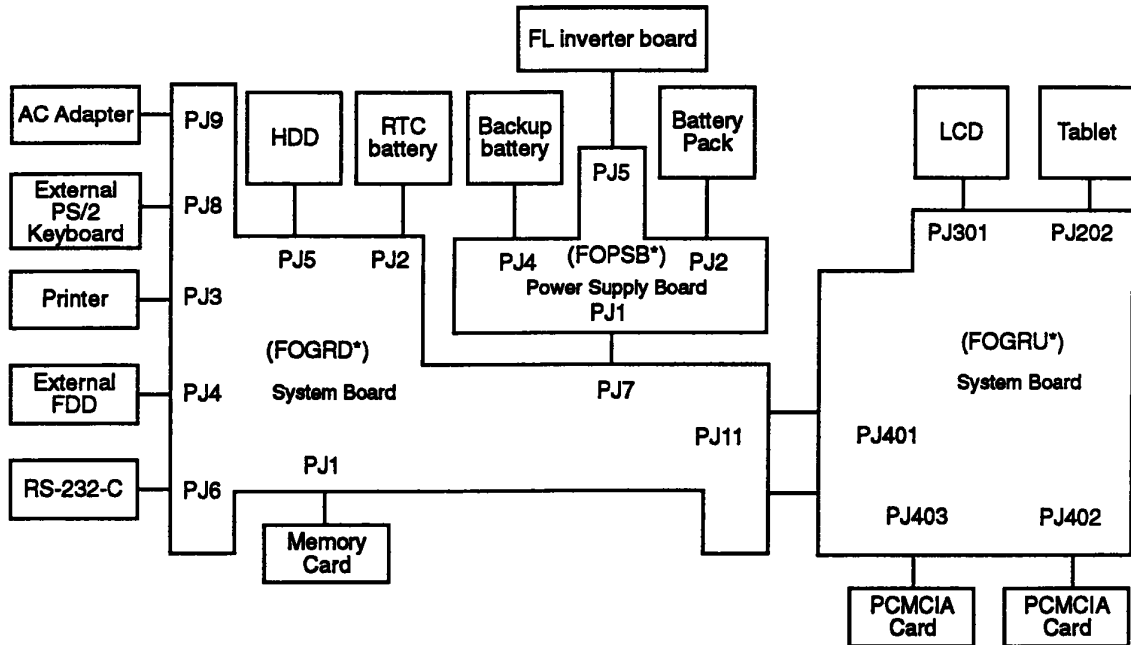 FL inverter board
AC Adapter
PJ9
HDD
RTC
battery
Backup
battery
Battery
Pack
LCD
Tablet
PJ5
External
PS/2
Keyboard
PJ8
PJ5
PJ2
PJ4
(FOPSB*)
PJ2
Power Supply Board
PJ1
PJ301
PJ202
Printer
PJ3
(FOGRD*)
System Board
(FOGRU*)
System Board
External
FDD
PJ4
PJ7
PJ11
PJ401
RS-232-C
PJ6
PJ1
PJ403
PJ402
Memory
Card
PCMCIA
Card
PCMCIA
Card